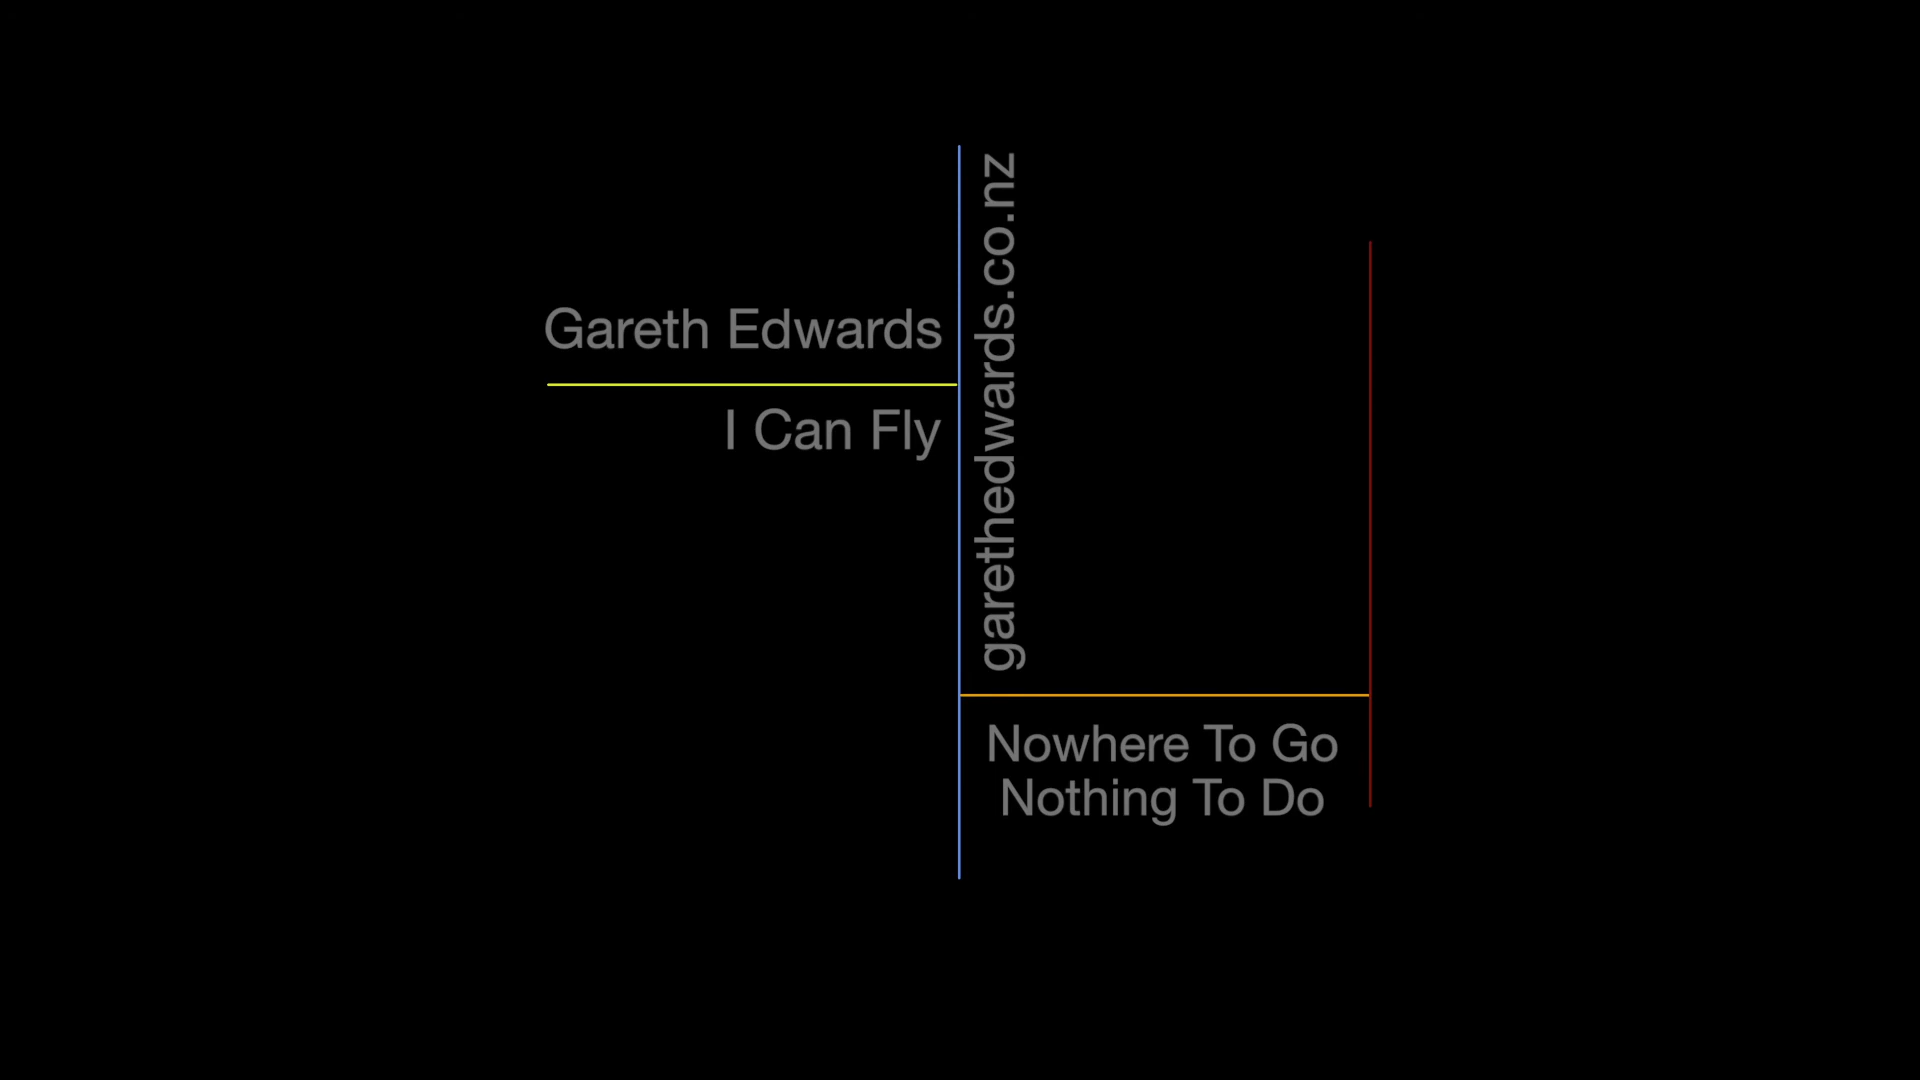 Gareth Edwards
I Can Fly
garethedwards.co.nz
Nowhere To Go
Nothing To Do